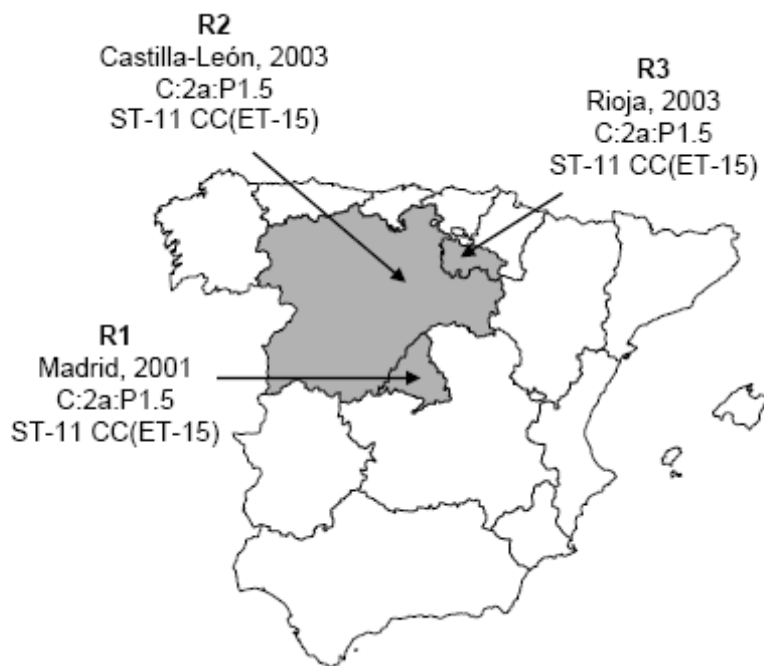 R2
Castilla-León, 2003
C:2a:P1.5
ST-11 CC(ET-15)
R3
Rioja, 2003
C:2a:P1.5
ST-11 CC(ET-15)
R1
Madrid, 2001
C:2a:P1.5
ST-11 CC(ET-15)